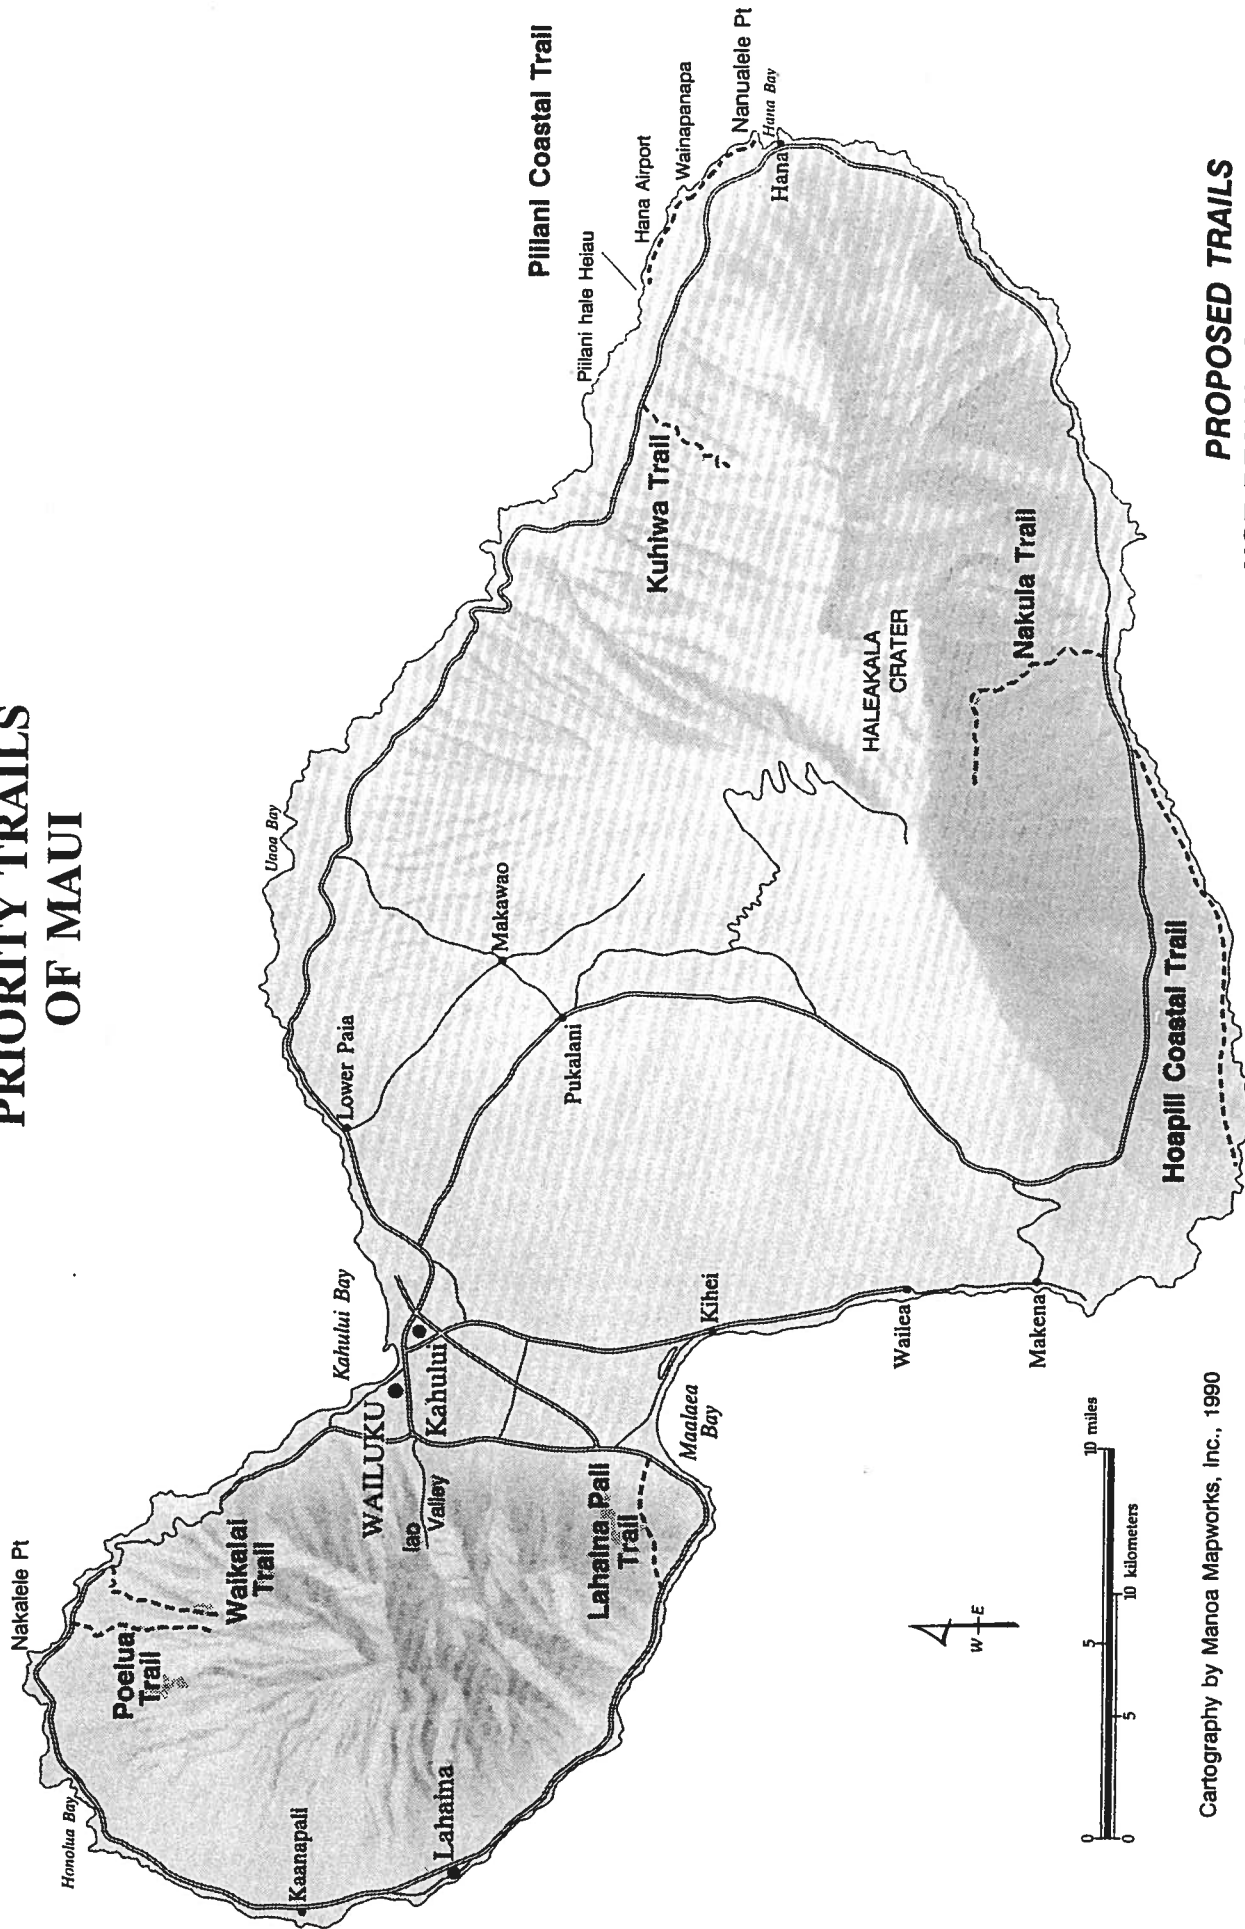 PRIORITY TRAILS
OF MAUI
Nakalele Pt
Honolua Bay
Poelua
Trail
Waikalai
Trail
Kaanapali
Lahaina
WAILUKU
Iao
Valley
Kahului
Kahului Bay
Lahaina Pali
Trail
Maalaea
Bay
Kihei
Wailea
Makena
Lower Paia
Uaoa Bay
Makawao
Pukalani
HALEAKALA
CRATER
Kuhiwa Trail
Nakula Trail
Hoapili Coastal Trail
Piilani Coastal Trail
Piilani hale Heiau
Hana Airport
Wainapanapa
Nanualele Pt
Hana Bay
Hana
W E
0 5 10 miles
0 5 10 kilometers
Cartography by Manoa Mapworks, Inc., 1990
PROPOSED TRAILS